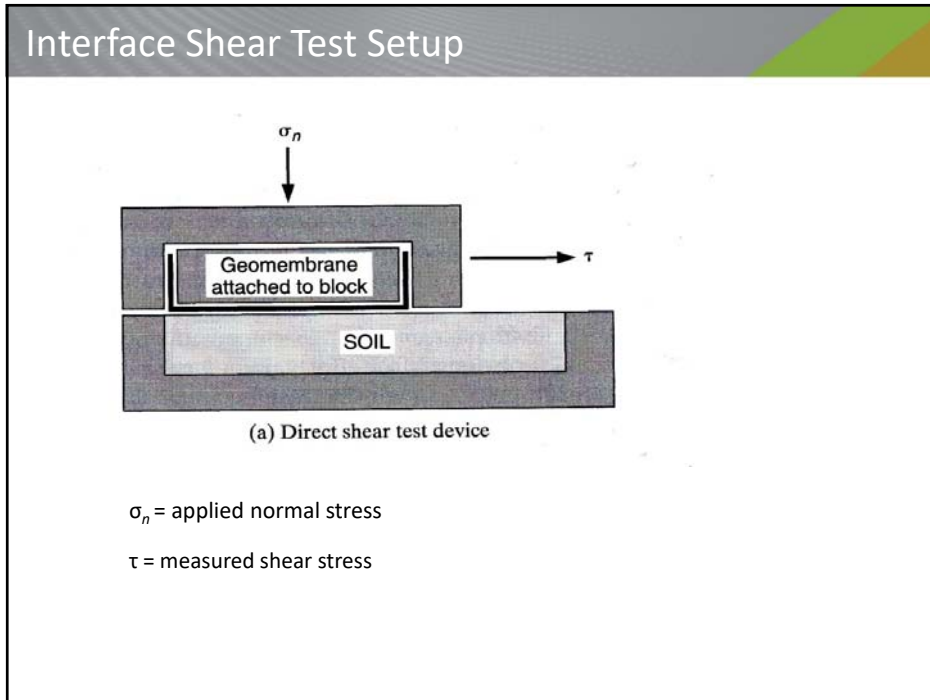 Interface Shear Test Setup
σn
Geomembrane
attached to block
τ
SOIL
(a) Direct shear test device
σn = applied normal stress
τ = measured shear stress